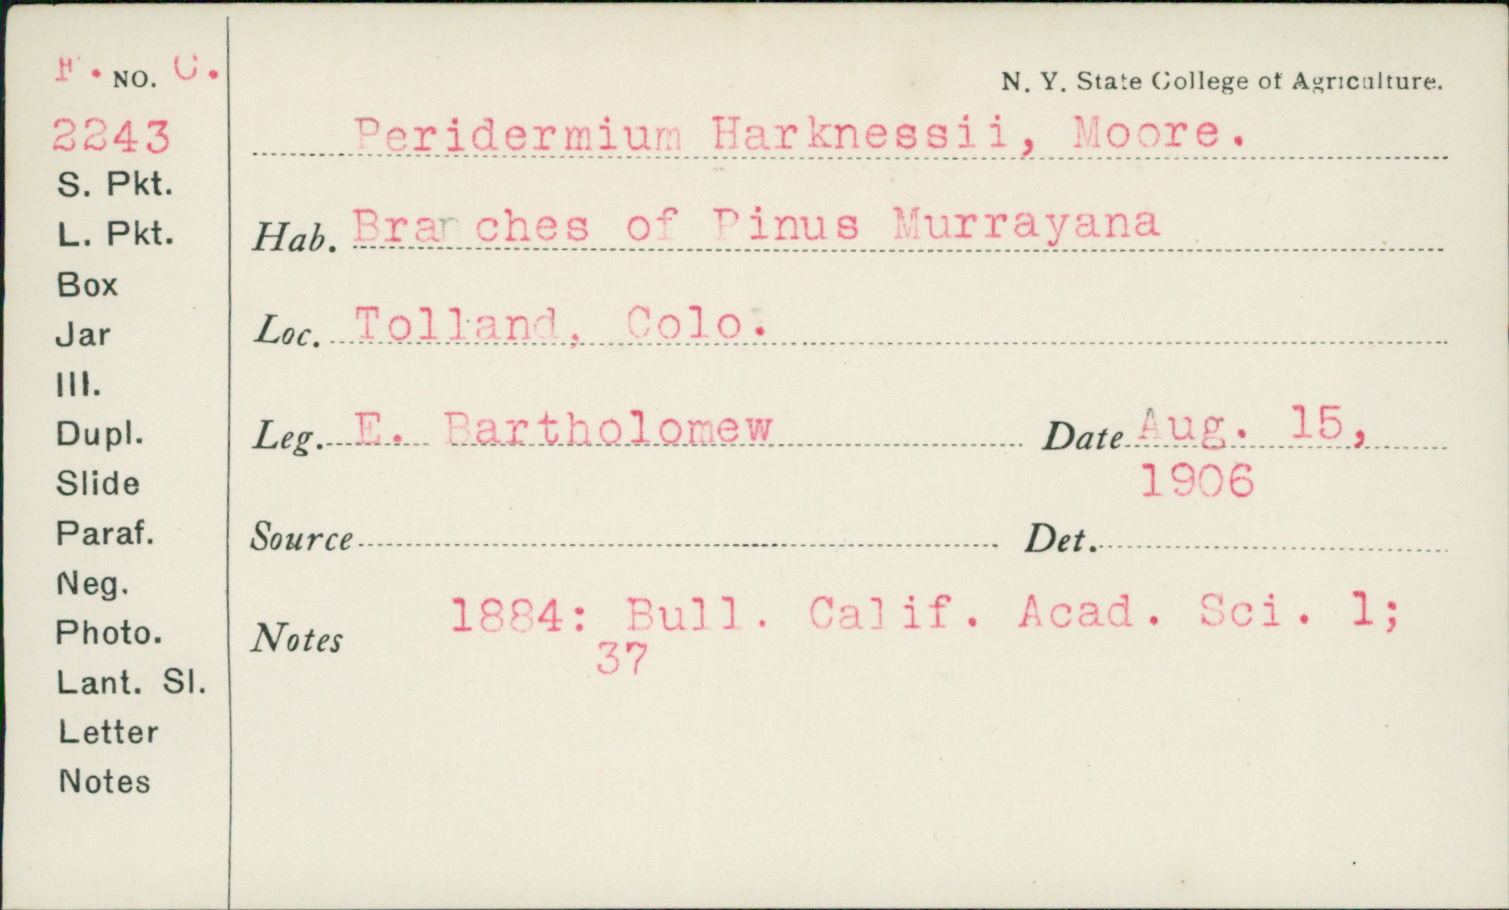 F. NO. C.
N. Y. State College of Agriculture.
2243
Peridermium Harknessii, Moore.
S. Pkt.
L. Pkt.
Hab. Branches of Pinus Murrayana
Box
Jar
Loc. Tolland, Colo.
Ill.
Dupl.
Leg. E. Bartholomew Date Aug. 15,
1906
Slide
Paraf.
Source Det.
Neg.
Photo.
Notes 1884: Bull. Calif. Acad. Sci. 1;
37
Lant. Sl.
Letter
Notes